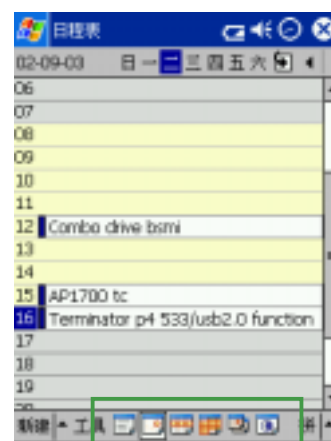 日程表
02-09-03 日 一 二 三 四 五 六
06
07
08
09
10
11
12 Combo drive bsmi
13
14
15 AP1700 tc
16 Terminator p4 533/usb2.0 function
17
18
19
20
新建 工具 拼